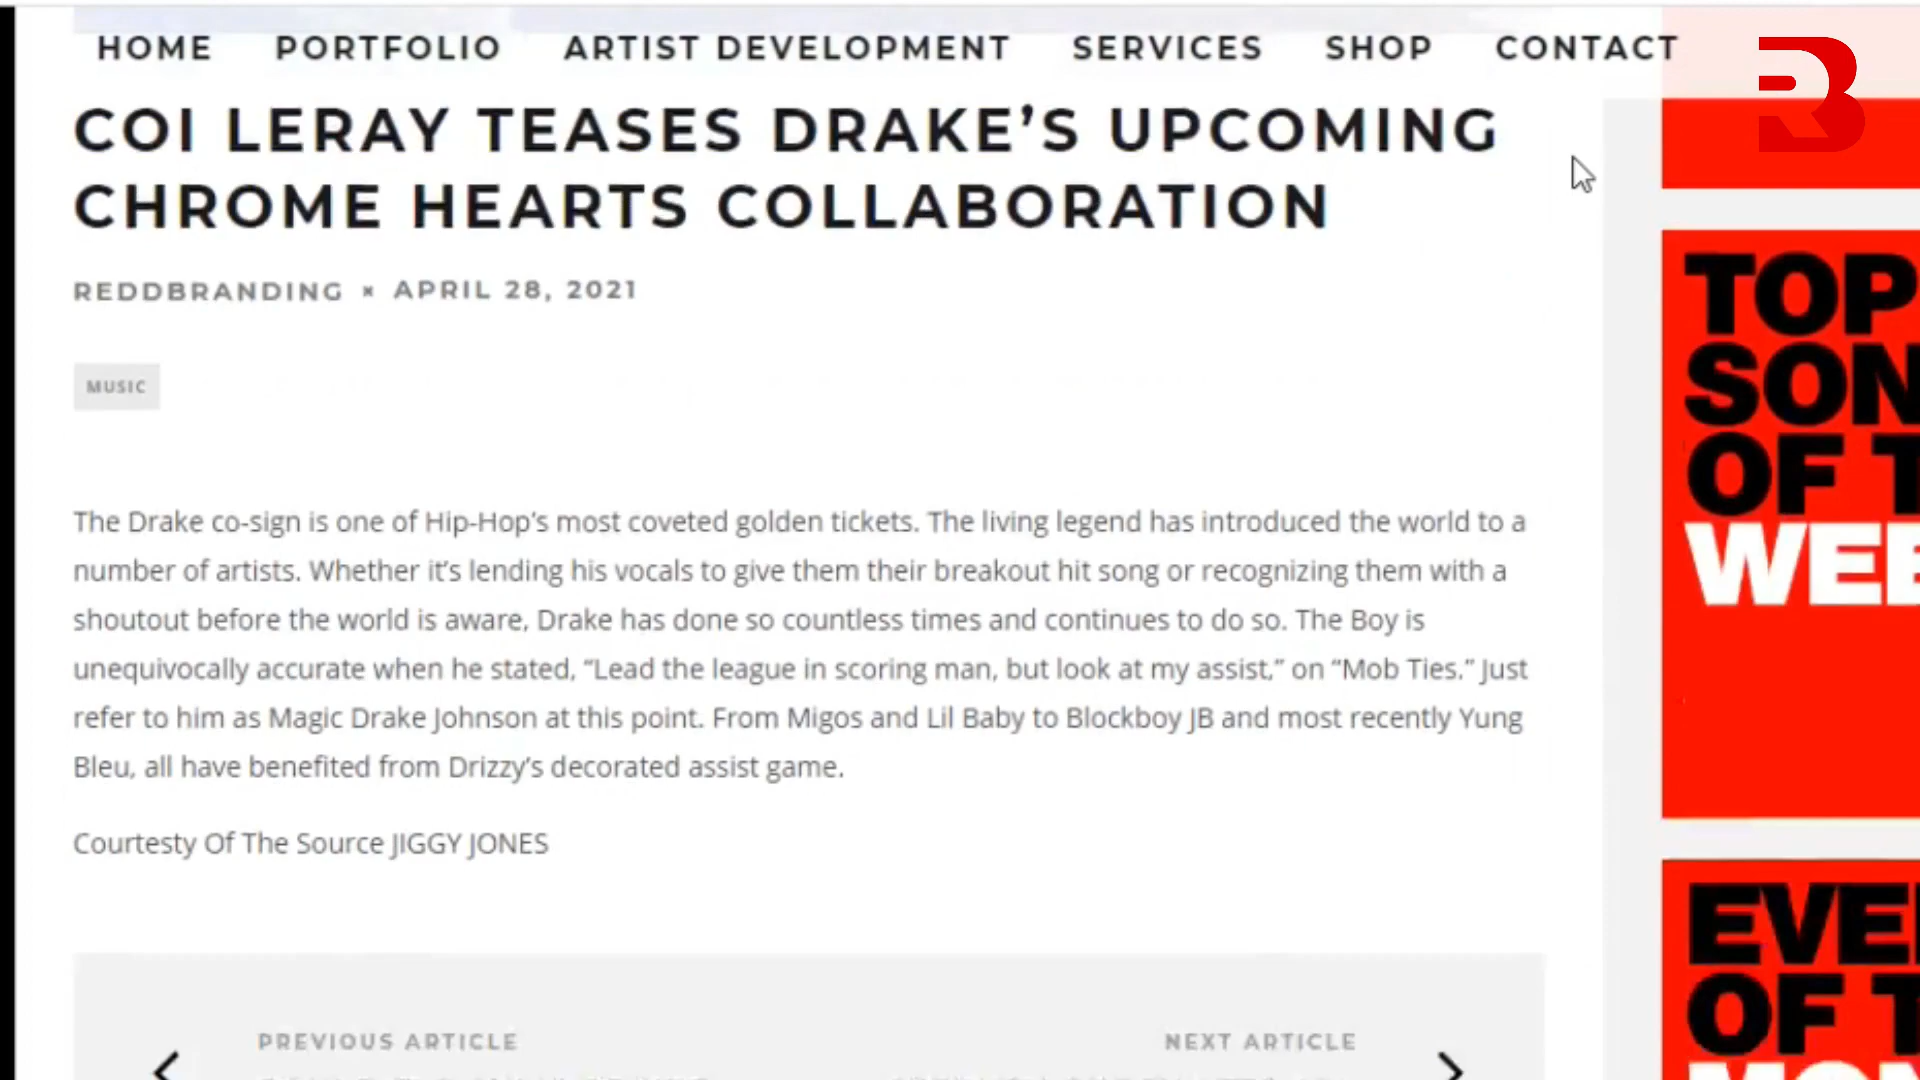 HOME PORTFOLIO ARTIST DEVELOPMENT SERVICES SHOP CONTACT
COI LERAY TEASES DRAKE’S UPCOMING
CHROME HEARTS COLLABORATION
REDDBRANDING × APRIL 28, 2021
MUSIC
The Drake co-sign is one of Hip-Hop’s most coveted golden tickets. The living legend has introduced the world to a
number of artists. Whether it’s lending his vocals to give them their breakout hit song or recognizing them with a
shoutout before the world is aware, Drake has done so countless times and continues to do so. The Boy is
unequivocally accurate when he stated, “Lead the league in scoring man, but look at my assist,” on “Mob Ties.” Just
refer to him as Magic Drake Johnson at this point. From Migos and Lil Baby to Blockboy JB and most recently Yung
Bleu, all have benefited from Drizzy’s decorated assist game.
Courtesty Of The Source JIGGY JONES
PREVIOUS ARTICLE
NEXT ARTICLE
TOP
SON
OF T
WEE
EVE
OF T